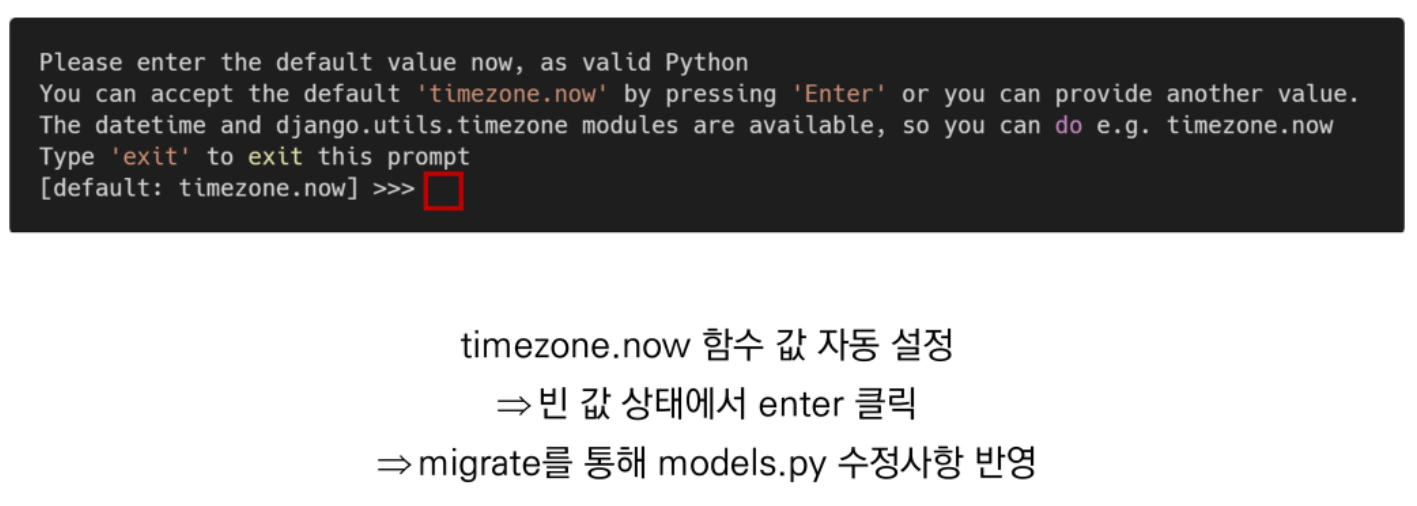 Please enter the default value now, as valid Python
You can accept the default 'timezone.now' by pressing 'Enter' or you can provide another value.
The datetime and django.utils.timezone modules are available, so you can do e.g. timezone.now
Type 'exit' to exit this prompt
[default: timezone.now] >>>
timezone.now 함수 값 자동 설정
⇒ 빈 값 상태에서 enter 클릭
⇒ migrate를 통해 models.py 수정사항 반영